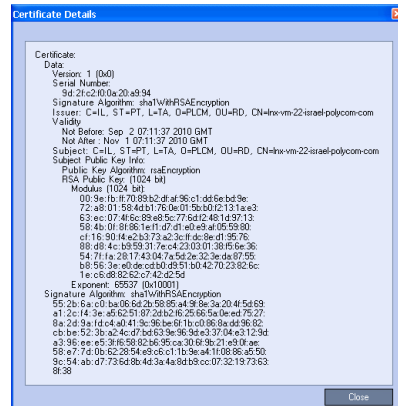 Certificate Details
Certificate:
Data:
Version: 1 (0x0)
Serial Number:
9d:2f:c2:f0:0a:20:a9:94
Signature Algorithm: sha1WithRSAEncryption
Issuer: C=IL, ST=PT, L=TA, O=PLCM, OU=RD, CN=lnx-vm-22-israel-polycom-com
Validity
Not Before: Sep 2 07:11:37 2010 GMT
Not After : Nov 1 07:11:37 2010 GMT
Subject: C=IL, ST=PT, L=TA, O=PLCM, OU=RD, CN=lnx-vm-22-israel-polycom-com
Subject Public Key Info:
Public Key Algorithm: rsaEncryption
RSA Public Key: (1024 bit)
Modulus (1024 bit):
00:9e:fb:ff:70:89:b2:df:af:96:c1:dd:6e:bd:9e:
72:a8:01:58:4d:b1:76:0e:01:5b:b0:f2:13:1a:e3:
63:ec:07:4f:6c:89:e8:5c:77:6d:f2:48:1d:97:13:
58:4b:0f:8f:86:1e:f1:d7:d1:e0:e9:af:05:59:80:
cf:16:90:f4:e2:b3:73:a2:3c:ff:dc:8e:d1:95:76:
88:d8:4c:b9:59:31:7e:c4:23:03:01:38:f5:6e:36:
54:7f:fa:28:17:43:04:7a:5d:2e:32:3e:da:87:55:
b8:56:3e:e0:de:cd:b0:d9:51:b0:42:70:23:82:6c:
1e:c6:d8:82:62:c7:42:d2:5d
Exponent: 65537 (0x10001)
Signature Algorithm: sha1WithRSAEncryption
55:2b:6a:c0:ba:06:6d:2b:58:85:a4:9f:8e:3a:20:4f:5d:69:
a1:2c:f4:3e:a5:62:51:87:2d:b2:f6:25:66:5a:0e:ed:75:27:
8a:2d:9a:fd:c4:a0:41:9c:96:be:6f:1b:c0:86:8a:dd:96:82:
cb:be:52:3b:a2:4c:d7:bd:63:9e:96:9d:e3:37:04:e3:12:9d:
a3:96:ee:e5:3f:f6:58:82:b6:95:ca:30:6f:9b:21:e9:0f:ae:
58:e7:7d:0b:62:28:54:e9:c6:c1:1b:9e:a4:1f:08:86:a5:50:
9c:54:ab:d7:73:6d:8b:4d:3a:4a:8d:b9:cc:07:32:19:73:63:
8f:38
Close